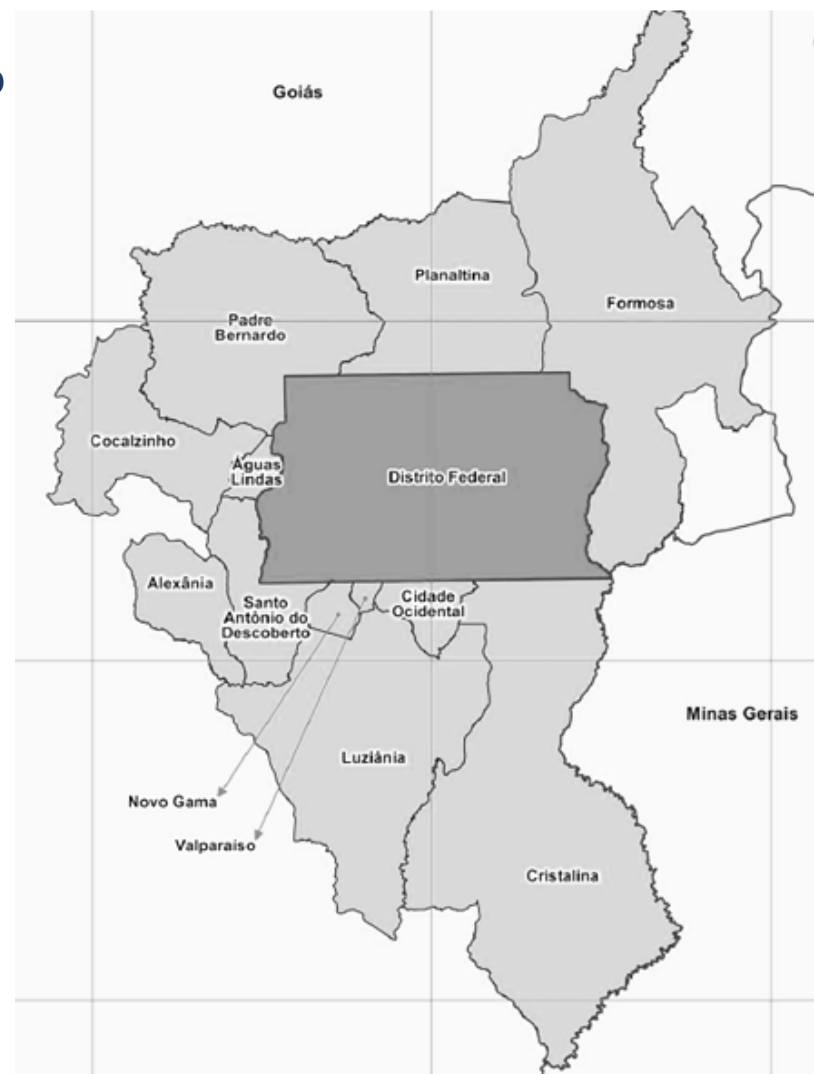 Goiás
Planaltina
Formosa
Padre
Bernardo
Cocalzinho
Águas
Lindas
Distrito Federal
Alexânia
Santo
Antônio do
Descoberto
Cidade
Ocidental
Minas Gerais
Luziânia
Novo Gama
Valparaiso
Cristalina